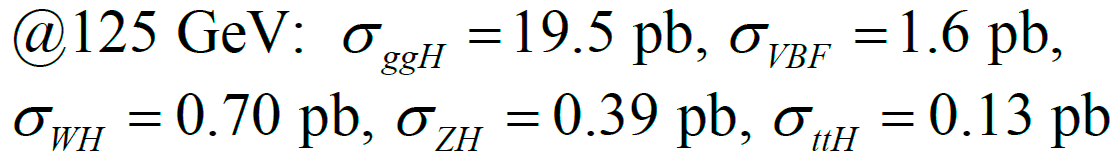 @125 GeV: σ_ggH = 19.5 pb, σ_VBF = 1.6 pb,
σ_WH = 0.70 pb, σ_ZH = 0.39 pb, σ_ttH = 0.13 pb